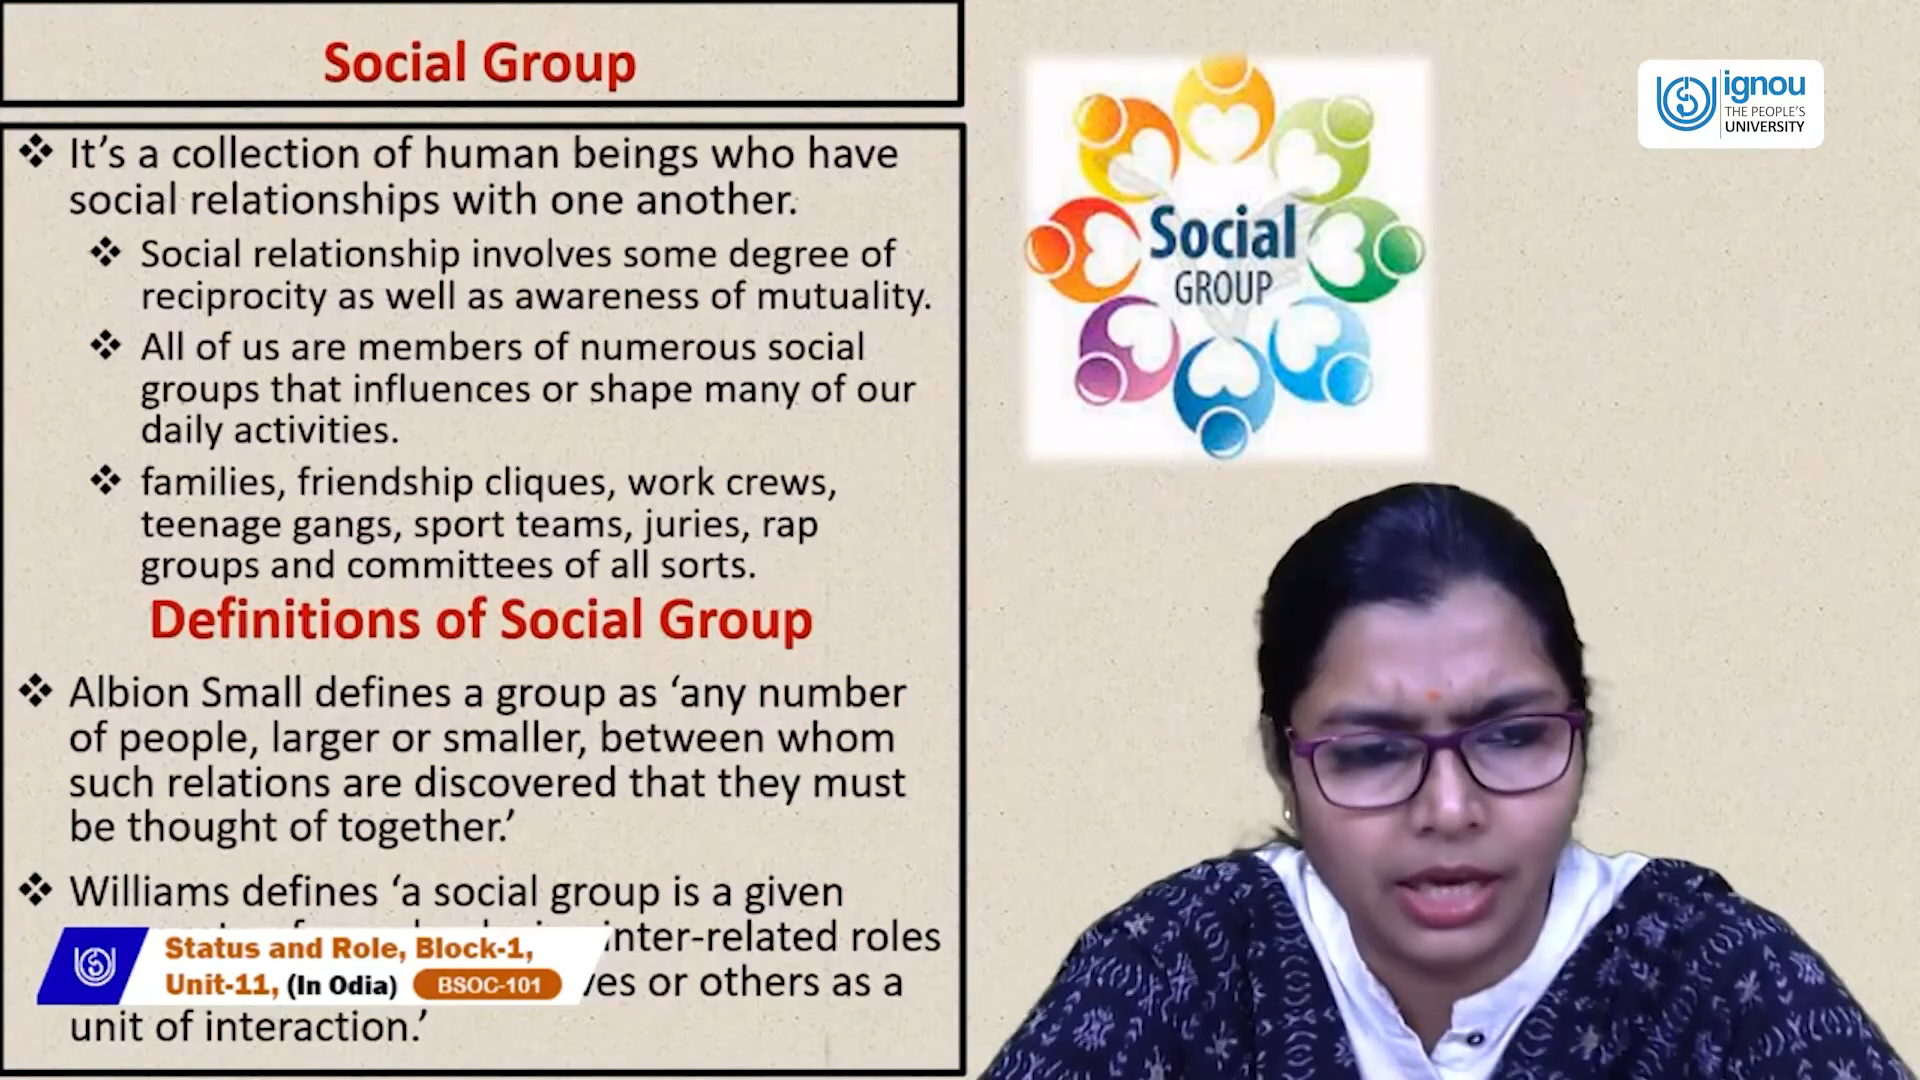 Social Group
❖ It’s a collection of human beings who have
social relationships with one another.
❖ Social relationship involves some degree of
reciprocity as well as awareness of mutuality.
❖ All of us are members of numerous social
groups that influences or shape many of our
daily activities.
❖ families, friendship cliques, work crews,
teenage gangs, sport teams, juries, rap
groups and committees of all sorts.
Definitions of Social Group
❖ Albion Small defines a group as ‘any number
of people, larger or smaller, between whom
such relations are discovered that they must
be thought of together.’
❖ Williams defines ‘a social group is a given
inter-related roles
or others as a
unit of interaction.’
Status and Role, Block-1,
Unit-11, (In Odia) BSOC-101
Social
GROUP
ignou
THE PEOPLE'S
UNIVERSITY